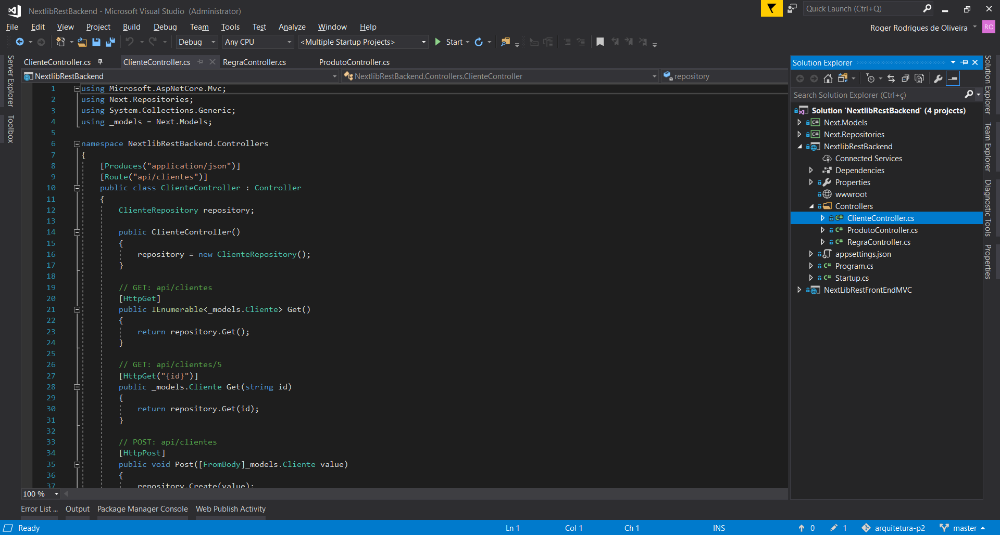 NextlibRestBackend - Microsoft Visual Studio (Administrator)
Quick Launch (Ctrl+Q)
File Edit View Project Build Debug Team Tools Test Analyze Window Help
Roger Rodrigues de Oliveira RO
Debug Any CPU <Multiple Startup Projects> Start
Server Explorer
Toolbox
ClienteController.cs ClienteController.cs RegraController.cs ProdutoController.cs
NextlibRestBackend NextlibRestBackend.Controllers.ClienteController repository
1 using Microsoft.AspNetCore.Mvc;
2 using Next.Repositories;
3 using System.Collections.Generic;
4 using _models = Next.Models;
5
6 namespace NextlibRestBackend.Controllers
7 {
8 [Produces("application/json")]
9 [Route("api/clientes")]
10 public class ClienteController : Controller
11 {
12 ClienteRepository repository;
13
14 public ClienteController()
15 {
16 repository = new ClienteRepository();
17 }
18
19 // GET: api/clientes
20 [HttpGet]
21 public IEnumerable<_models.Cliente> Get()
22 {
23 return repository.Get();
24 }
25
26 // GET: api/clientes/5
27 [HttpGet("{id}")]
28 public _models.Cliente Get(string id)
29 {
30 return repository.Get(id);
31 }
32
33 // POST: api/clientes
34 [HttpPost]
35 public void Post([FromBody]_models.Cliente value)
36 {
37 repository.Create(value);
100 %
Solution Explorer
Search Solution Explorer (Ctrl+ç)
Solution 'NextlibRestBackend' (4 projects)
C# Next.Models
C# Next.Repositories
NextlibRestBackend
Connected Services
Dependencies
Properties
wwwroot
Controllers
C# ClienteController.cs
C# ProdutoController.cs
C# RegraController.cs
appsettings.json
C# Program.cs
C# Startup.cs
NextLibRestFrontEndMVC
Solution Explorer
Team Explorer
Diagnostic Tools
Properties
Error List ... Output Package Manager Console Web Publish Activity
Ready Ln 1 Col 1 Ch 1 INS 0 1 arquitetura-p2 master